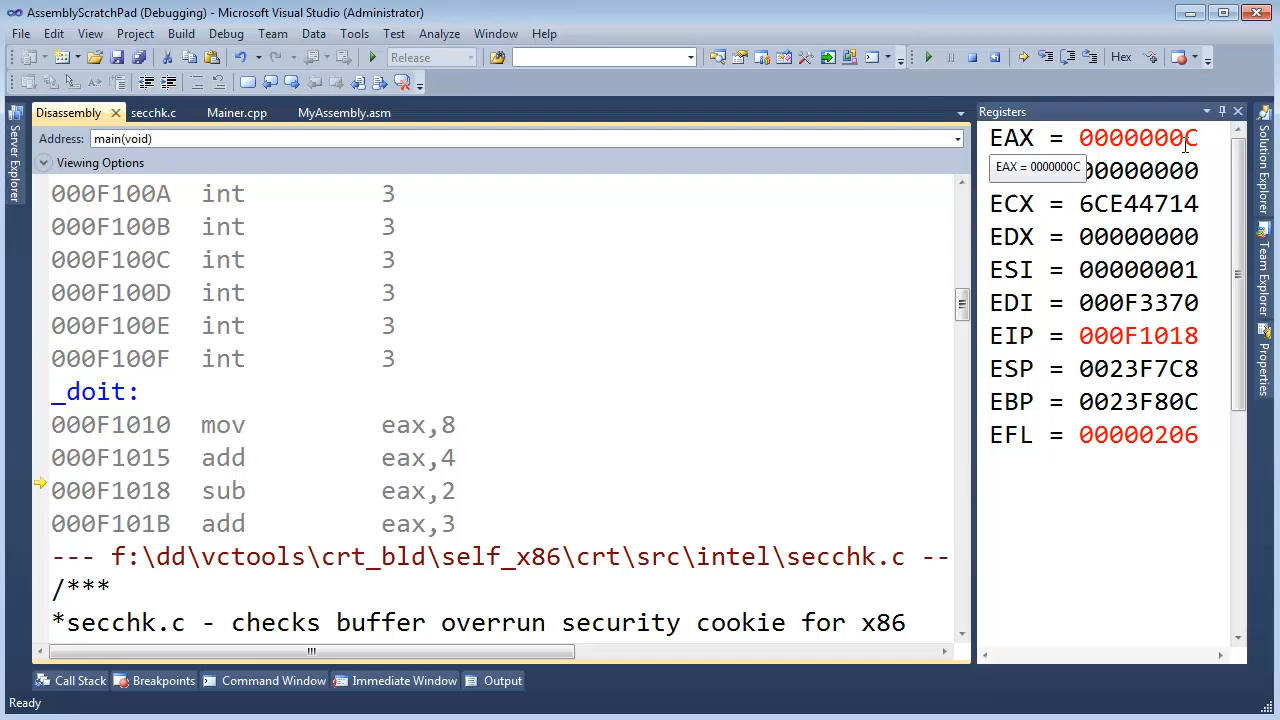 AssemblyScratchPad (Debugging) - Microsoft Visual Studio (Administrator)
File Edit View Project Build Debug Team Data Tools Test Analyze Window Help
Release
Hex
Disassembly secchk.c Mainer.cpp MyAssembly.asm
Address: main(void)
Viewing Options
000F100A int 3
000F100B int 3
000F100C int 3
000F100D int 3
000F100E int 3
000F100F int 3
_doit:
000F1010 mov eax,8
000F1015 add eax,4
000F1018 sub eax,2
000F101B add eax,3
--- f:\dd\vctools\crt_bld\self_x86\crt\src\intel\secchk.c --
/***
*secchk.c - checks buffer overrun security cookie for x86
Registers
EAX = 0000000C
EAX = 0000000C
00000000
ECX = 6CE44714
EDX = 00000000
ESI = 00000001
EDI = 000F3370
EIP = 000F1018
ESP = 0023F7C8
EBP = 0023F80C
EFL = 00000206
Server Explorer
Solution Explorer
Team Explorer
Properties
Call Stack Breakpoints Command Window Immediate Window Output
Ready